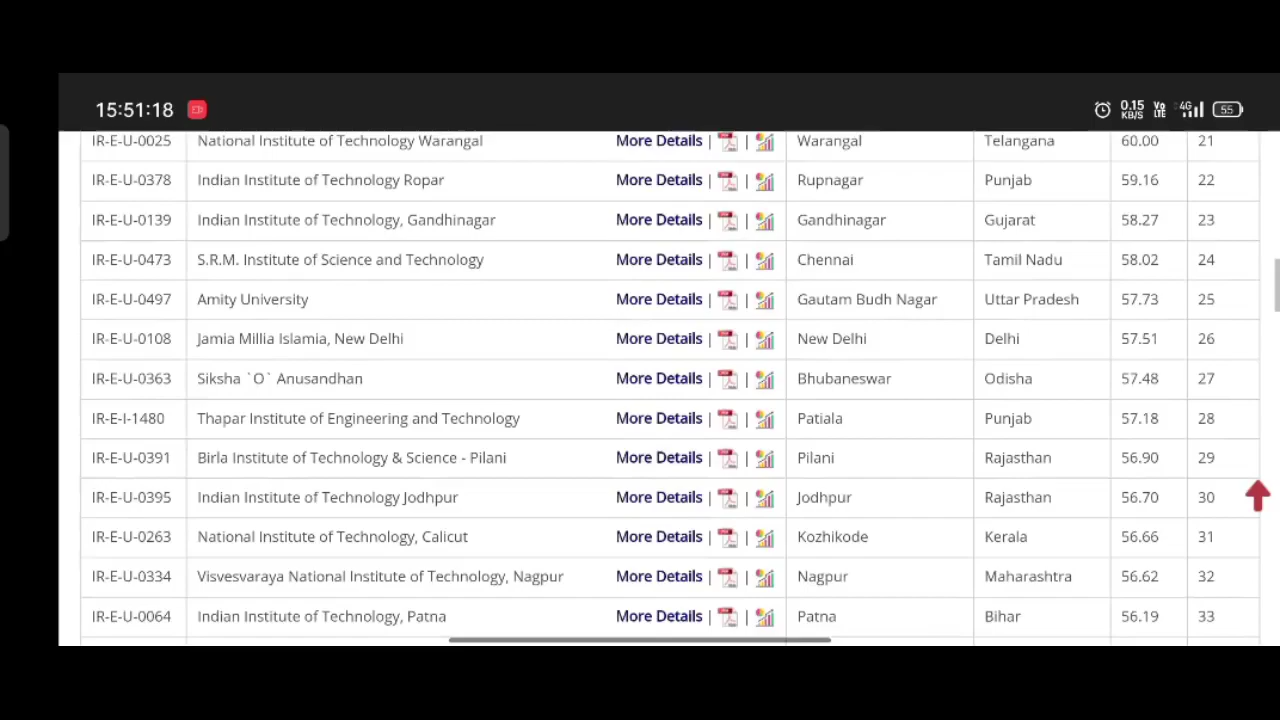 15:51:18 0.15 KB/S Vo LTE 4G 55
IR-E-U-0025 National Institute of Technology Warangal More Details | | Warangal Telangana 60.00 21
IR-E-U-0378 Indian Institute of Technology Ropar More Details | | Rupnagar Punjab 59.16 22
IR-E-U-0139 Indian Institute of Technology, Gandhinagar More Details | | Gandhinagar Gujarat 58.27 23
IR-E-U-0473 S.R.M. Institute of Science and Technology More Details | | Chennai Tamil Nadu 58.02 24
IR-E-U-0497 Amity University More Details | | Gautam Budh Nagar Uttar Pradesh 57.73 25
IR-E-U-0108 Jamia Millia Islamia, New Delhi More Details | | New Delhi Delhi 57.51 26
IR-E-U-0363 Siksha `O` Anusandhan More Details | | Bhubaneswar Odisha 57.48 27
IR-E-I-1480 Thapar Institute of Engineering and Technology More Details | | Patiala Punjab 57.18 28
IR-E-U-0391 Birla Institute of Technology & Science - Pilani More Details | | Pilani Rajasthan 56.90 29
IR-E-U-0395 Indian Institute of Technology Jodhpur More Details | | Jodhpur Rajasthan 56.70 30
IR-E-U-0263 National Institute of Technology, Calicut More Details | | Kozhikode Kerala 56.66 31
IR-E-U-0334 Visvesvaraya National Institute of Technology, Nagpur More Details | | Nagpur Maharashtra 56.62 32
IR-E-U-0064 Indian Institute of Technology, Patna More Details | | Patna Bihar 56.19 33